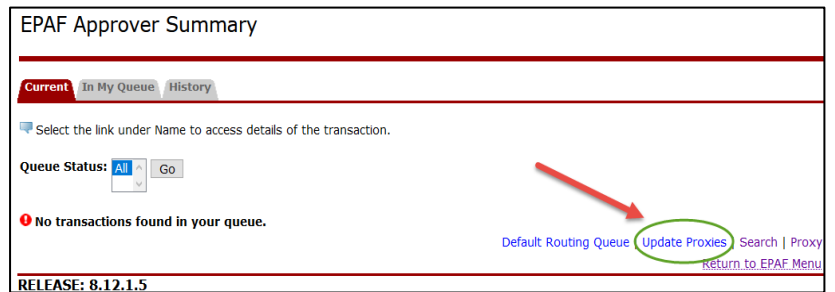 EPAF Approver Summary
Current In My Queue History
Select the link under Name to access details of the transaction.
Queue Status: All Go
No transactions found in your queue.
Default Routing Queue | Update Proxies | Search | Proxy
Return to EPAF Menu
RELEASE: 8.12.1.5